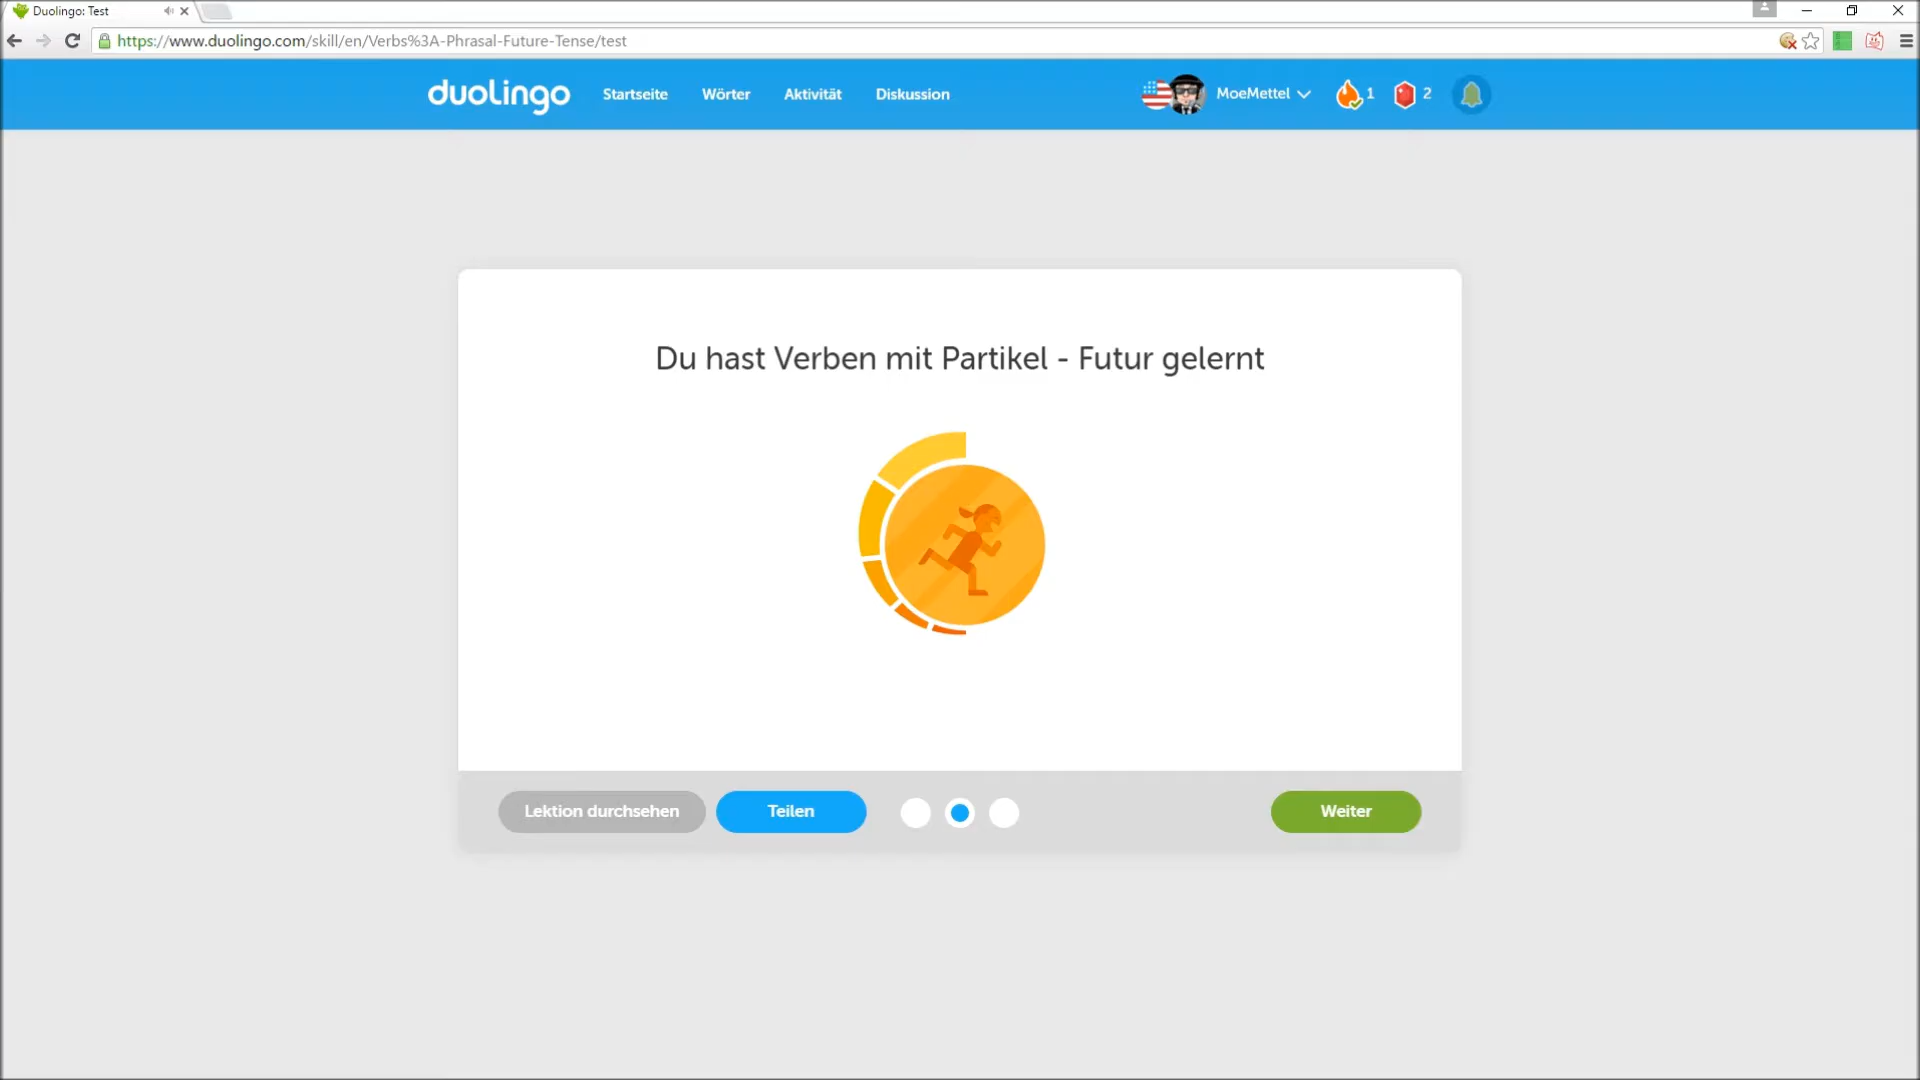 Duolingo: Test
https://www.duolingo.com/skill/en/Verbs%3A-Phrasal-Future-Tense/test
duolingo
Startseite
Wörter
Aktivität
Diskussion
MoeMettel
1
2
Du hast Verben mit Partikel - Futur gelernt
Lektion durchsehen
Teilen
Weiter